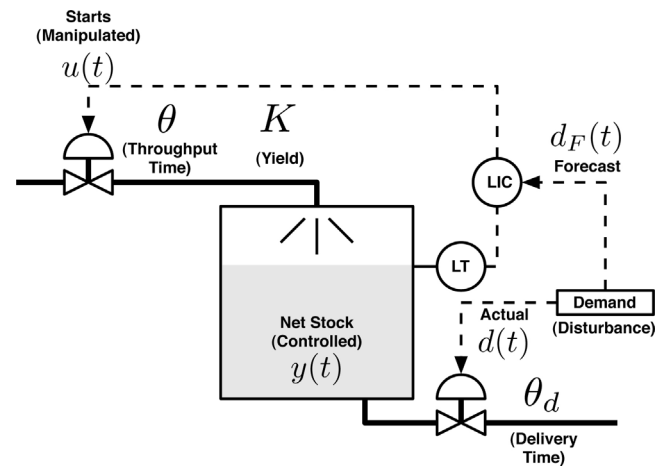 Starts
(Manipulated)
u(t)
θ
(Throughput
Time)
K
(Yield)
d_F(t)
Forecast
LIC
LT
Demand
(Disturbance)
Actual
d(t)
Net Stock
(Controlled)
y(t)
θ_d
(Delivery
Time)